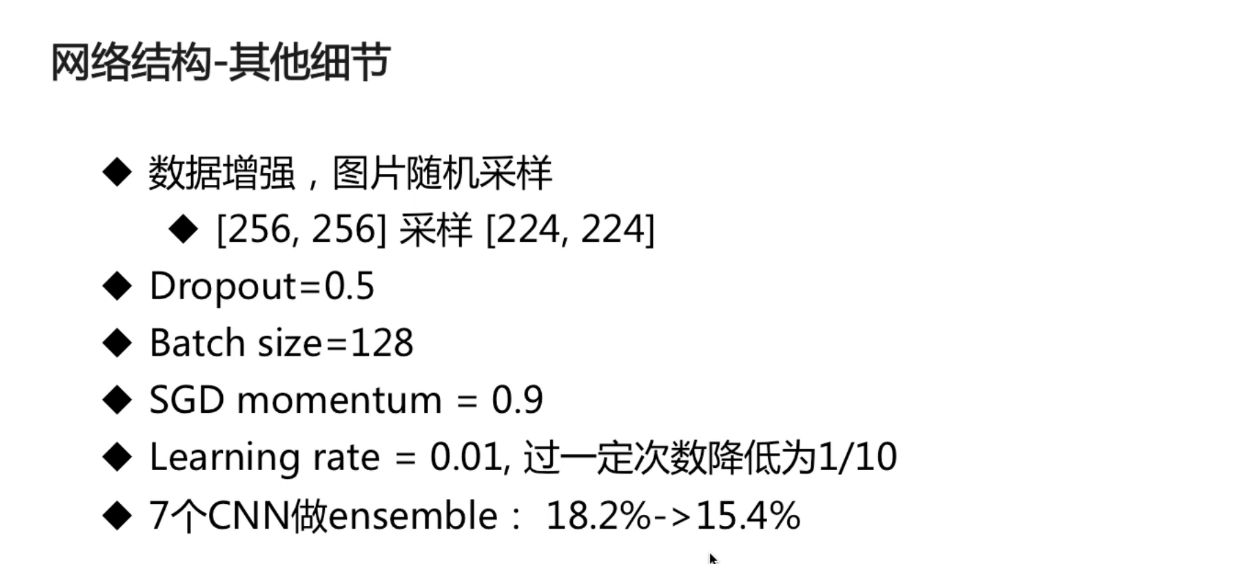 网络结构-其他细节
◆ 数据增强，图片随机采样
◆ [256, 256] 采样 [224, 224]
◆ Dropout=0.5
◆ Batch size=128
◆ SGD momentum = 0.9
◆ Learning rate = 0.01, 过一定次数降低为1/10
◆ 7个CNN做ensemble： 18.2%->15.4%